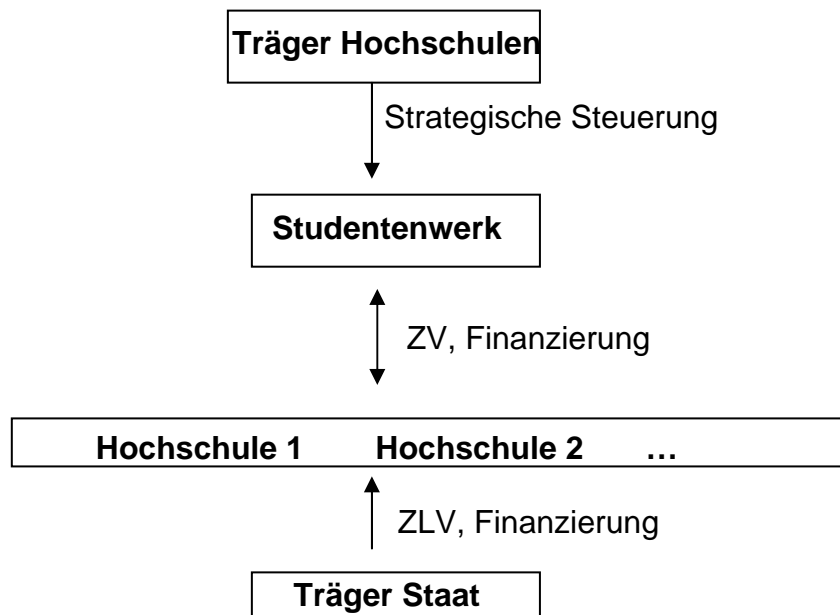 Träger Hochschulen
Strategische Steuerung
Studentenwerk
ZV, Finanzierung
Hochschule 1 Hochschule 2 ...
ZLV, Finanzierung
Träger Staat